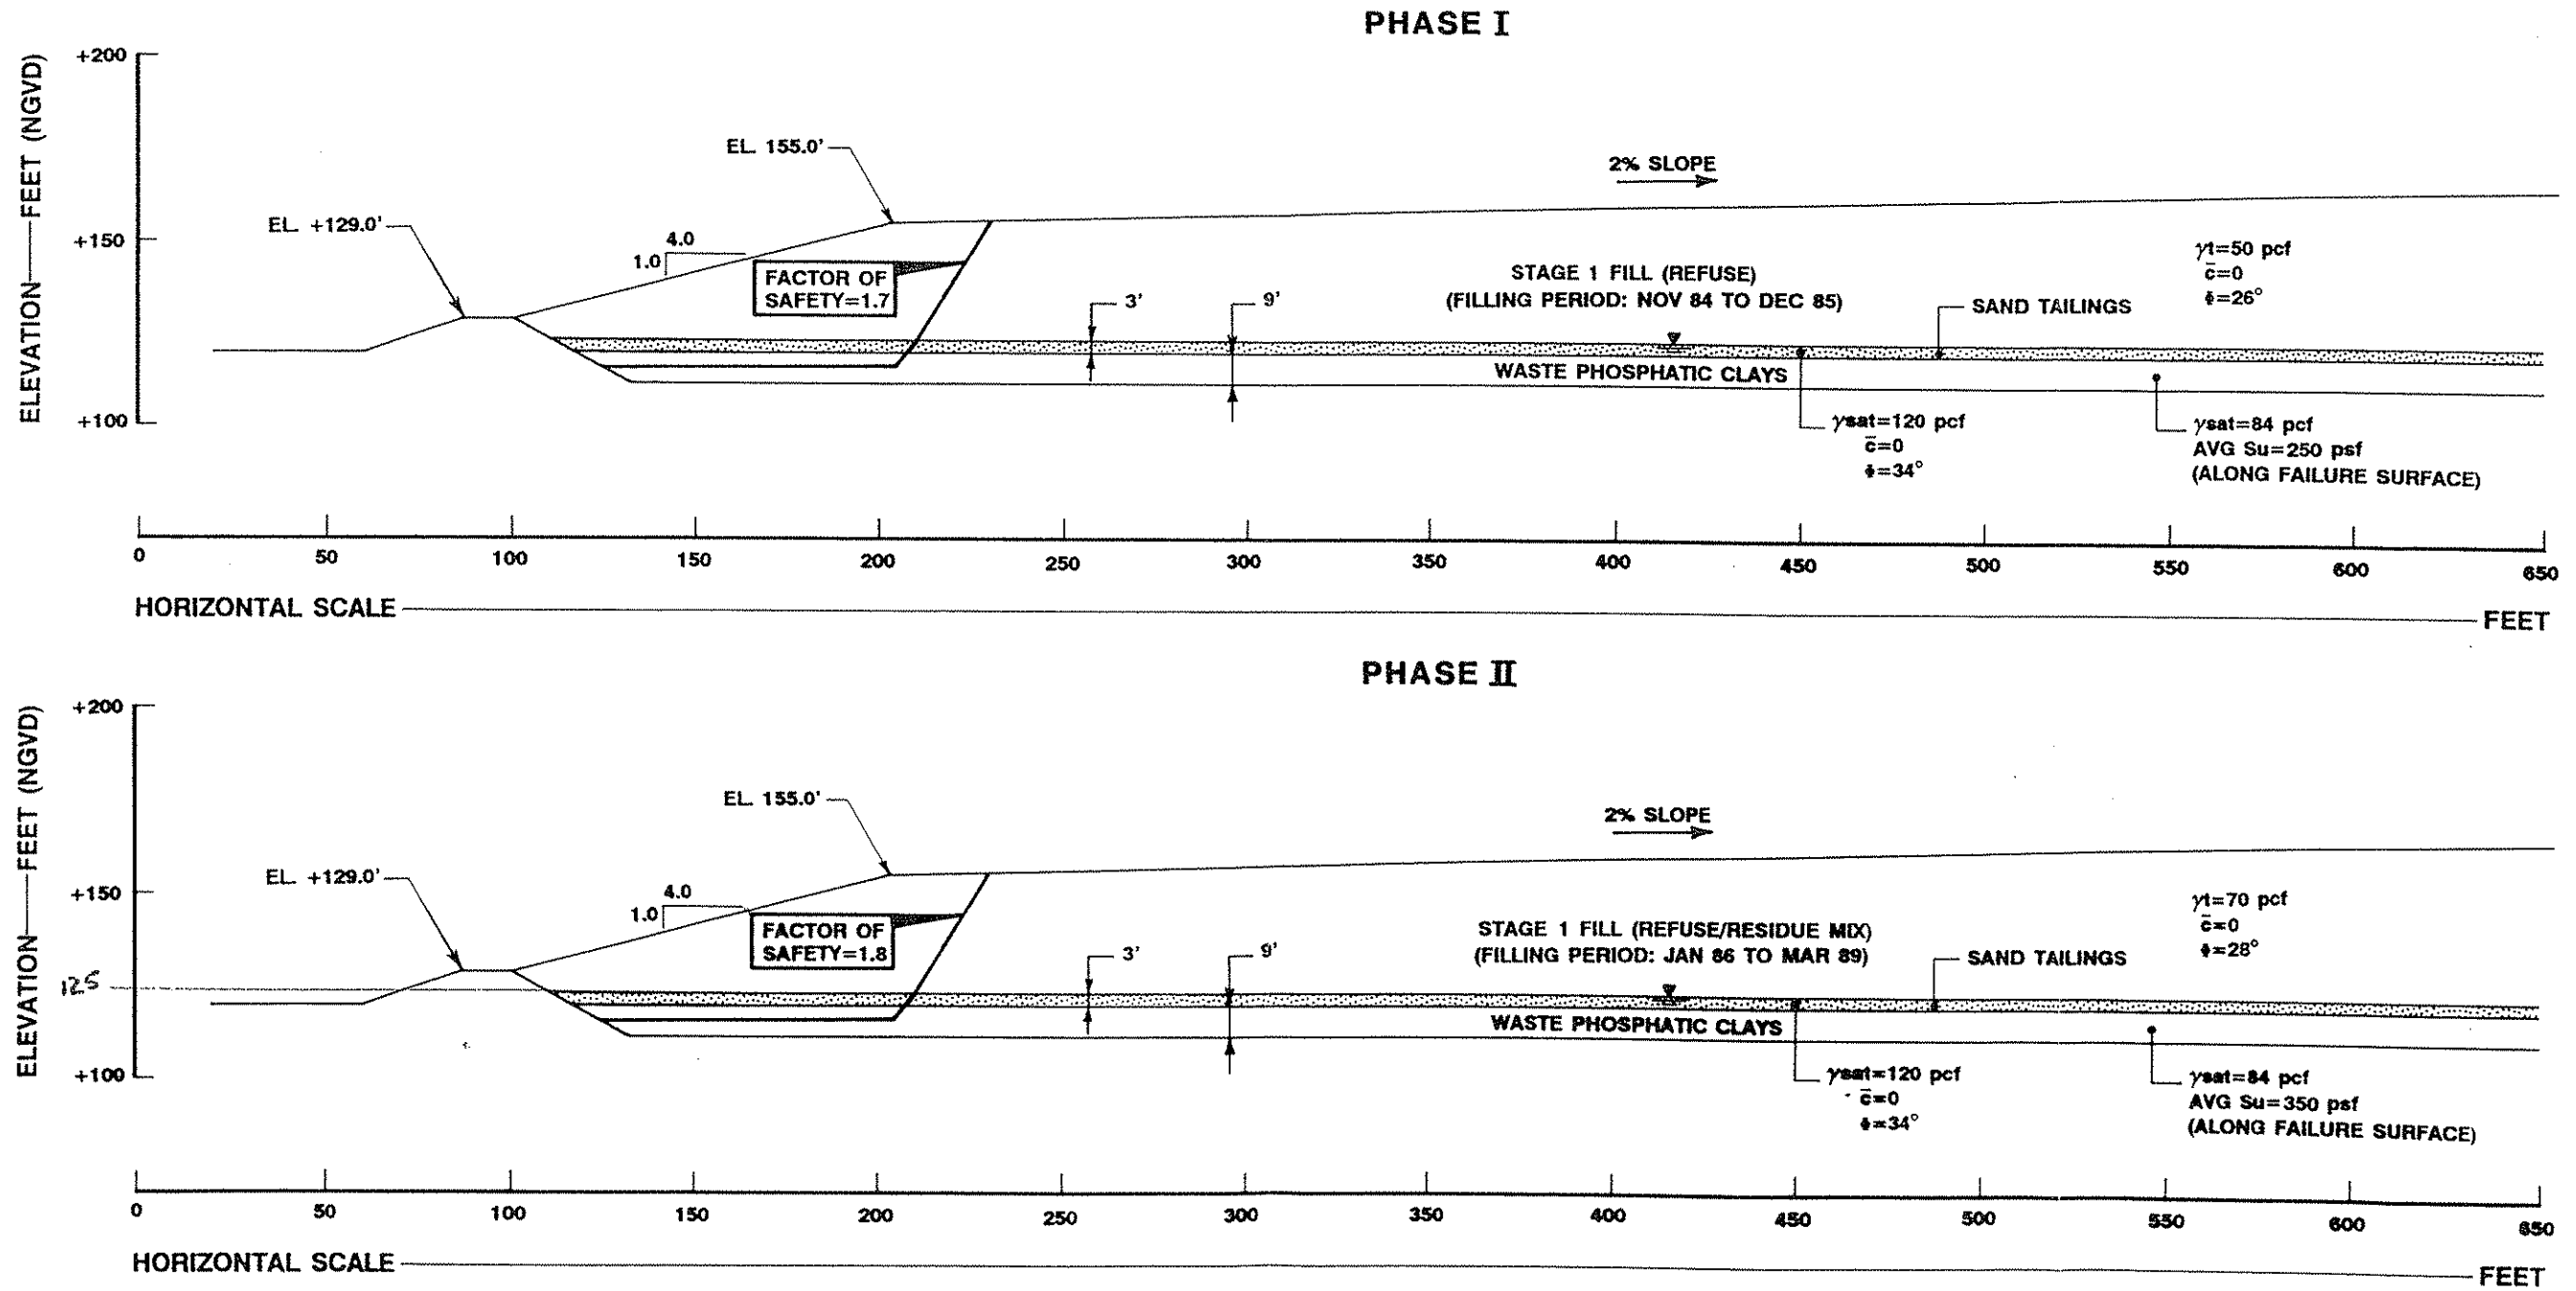 PHASE I
+200
+150
+100
ELEVATION—FEET (NGVD)
EL. +129.0'
EL. 155.0'
4.0
1.0
FACTOR OF
SAFETY=1.7
3'
9'
2% SLOPE
STAGE 1 FILL (REFUSE)
(FILLING PERIOD: NOV 84 TO DEC 85)
SAND TAILINGS
γt=50 pcf
c̄=0
Φ=26°
WASTE PHOSPHATIC CLAYS
γsat=120 pcf
c̄=0
Φ=34°
γsat=84 pcf
AVG Su=250 psf
(ALONG FAILURE SURFACE)
0 50 100 150 200 250 300 350 400 450 500 550 600 650
HORIZONTAL SCALE FEET
PHASE II
+200
+150
125
+100
ELEVATION—FEET (NGVD)
EL. +129.0'
EL. 155.0'
4.0
1.0
FACTOR OF
SAFETY=1.8
3'
9'
2% SLOPE
STAGE 1 FILL (REFUSE/RESIDUE MIX)
(FILLING PERIOD: JAN 86 TO MAR 89)
SAND TAILINGS
γt=70 pcf
c̄=0
Φ=28°
WASTE PHOSPHATIC CLAYS
γsat=120 pcf
c̄=0
Φ=34°
γsat=84 pcf
AVG Su=350 psf
(ALONG FAILURE SURFACE)
0 50 100 150 200 250 300 350 400 450 500 550 600 650
HORIZONTAL SCALE FEET